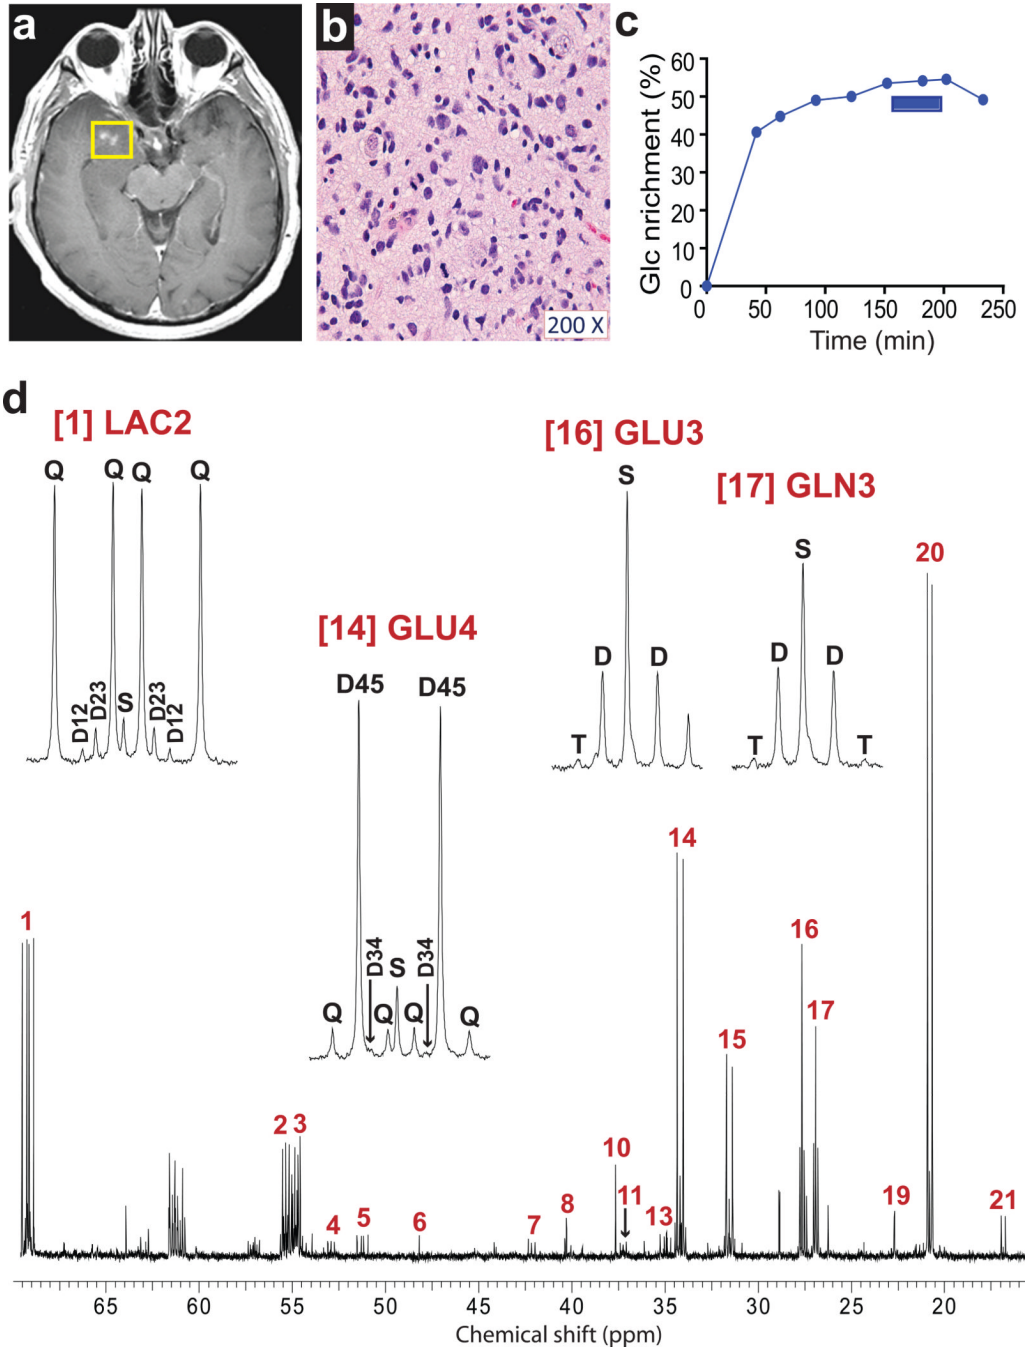 a
b
200 X
c
Glc nrichment (%)
60
50
40
30
20
10
0
0 50 100 150 200 250
Time (min)
d
[1] LAC2
Q Q Q Q
D12 D23 S D23 D12
[14] GLU4
D45 D45
D34 D34
Q Q S Q Q
[16] GLU3
S
D D
T
[17] GLN3
S
D D
T T
1
2 3
4
5
6
7
8
10
11
13
14
15
16
17
19
20
21
65 60 55 50 45 40 35 30 25 20
Chemical shift (ppm)